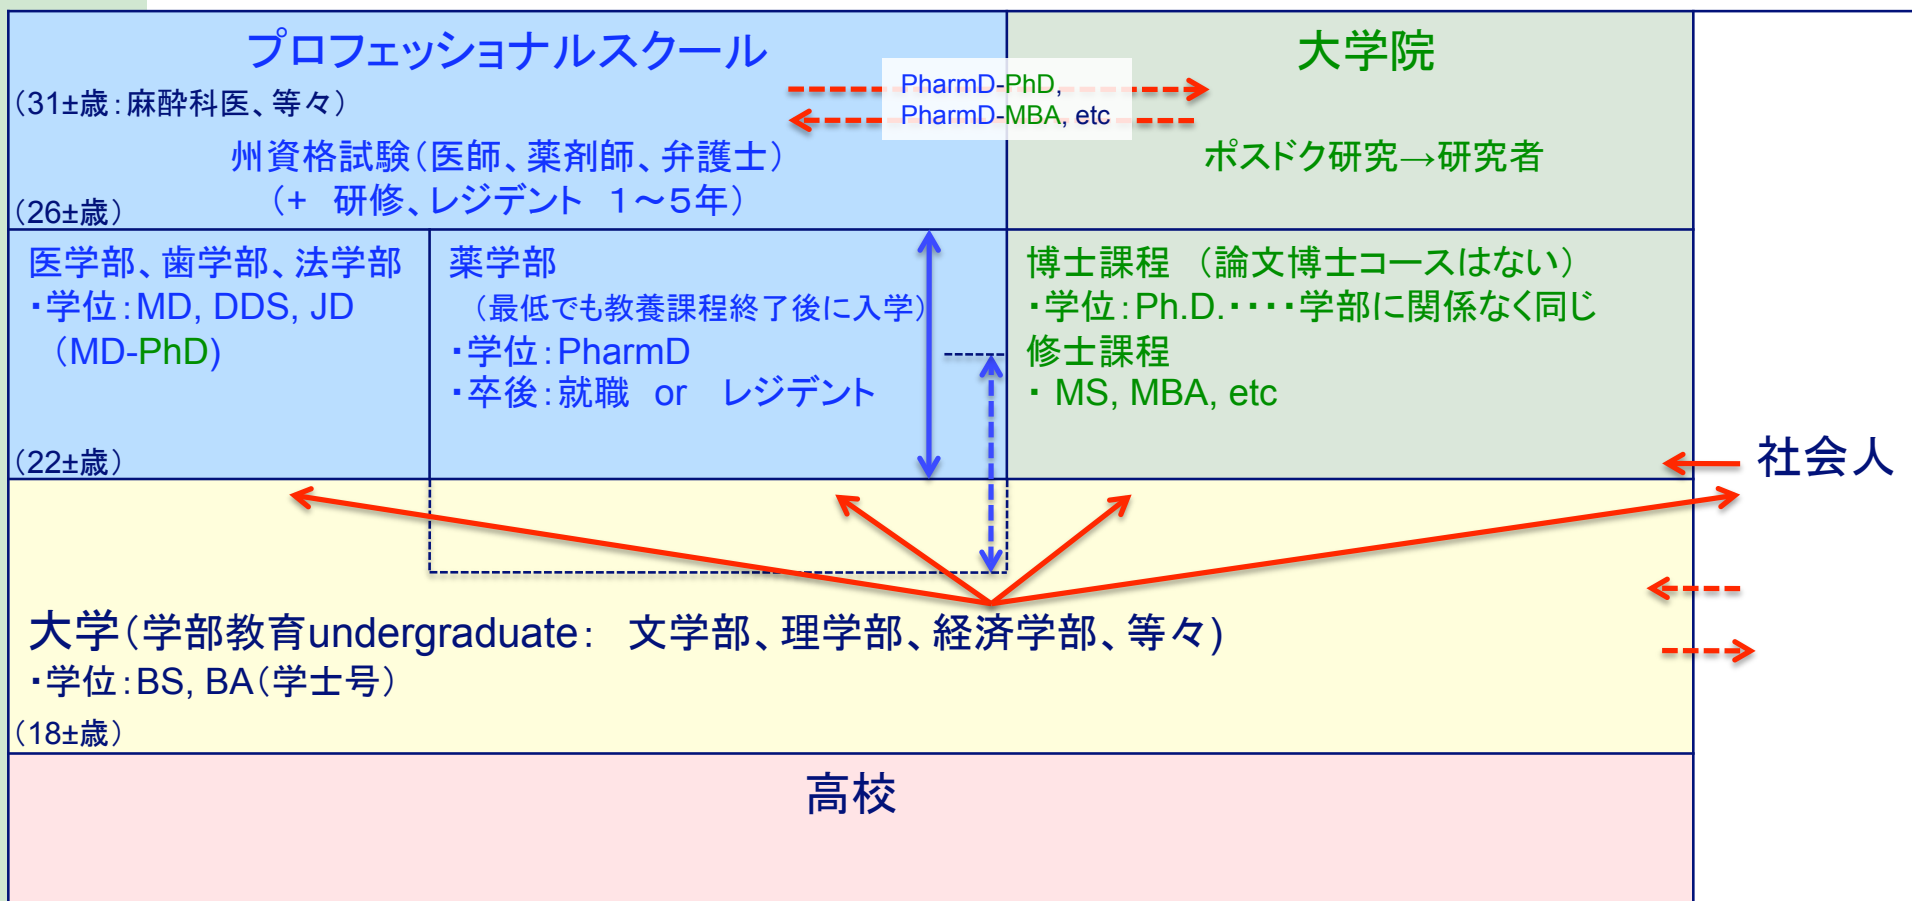 プロフェッショナルスクール
大学院
PharmD-PhD,
PharmD-MBA, etc
（31±歳：麻酔科医、等々）
州資格試験（医師、薬剤師、弁護士）
（+　研修、レジデント　１～５年）
ポスドク研究→研究者
（26±歳）
医学部、歯学部、法学部
・学位：MD, DDS, JD
（MD-PhD)
（22±歳）
薬学部
（最低でも教養課程終了後に入学）
・学位：PharmD
・卒後：就職　or　レジデント
博士課程　（論文博士コースはない）
・学位：Ph.D.・・・・学部に関係なく同じ
修士課程
・ MS, MBA, etc
社会人
大学（学部教育undergraduate：　文学部、理学部、経済学部、等々)
・学位：BS, BA（学士号）
（18±歳）
高校